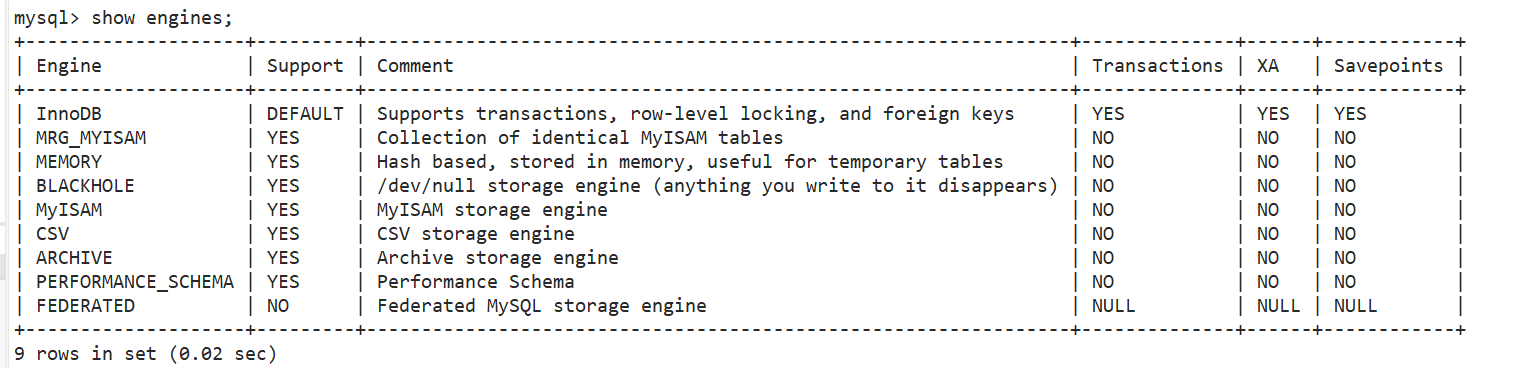 mysql> show engines;
+--------------------+---------+----------------------------------------------------------------+--------------+------+------------+
| Engine             | Support | Comment                                                        | Transactions | XA   | Savepoints |
+--------------------+---------+----------------------------------------------------------------+--------------+------+------------+
| InnoDB             | DEFAULT | Supports transactions, row-level locking, and foreign keys     | YES          | YES  | YES        |
| MRG_MYISAM         | YES     | Collection of identical MyISAM tables                          | NO           | NO   | NO         |
| MEMORY             | YES     | Hash based, stored in memory, useful for temporary tables      | NO           | NO   | NO         |
| BLACKHOLE          | YES     | /dev/null storage engine (anything you write to it disappears) | NO           | NO   | NO         |
| MyISAM             | YES     | MyISAM storage engine                                          | NO           | NO   | NO         |
| CSV                | YES     | CSV storage engine                                             | NO           | NO   | NO         |
| ARCHIVE            | YES     | Archive storage engine                                         | NO           | NO   | NO         |
| PERFORMANCE_SCHEMA | YES     | Performance Schema                                             | NO           | NO   | NO         |
| FEDERATED          | NO      | Federated MySQL storage engine                                 | NULL         | NULL | NULL       |
+--------------------+---------+----------------------------------------------------------------+--------------+------+------------+
9 rows in set (0.02 sec)